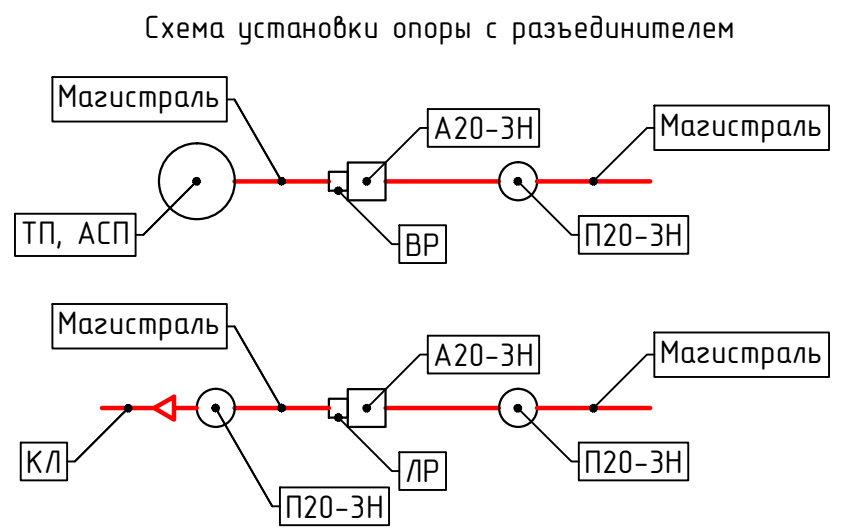 Схема установки опоры с разъединителем
Магистраль
А20-3Н
Магистраль
ТП, АСП
ВР
П20-3Н
Магистраль
А20-3Н
Магистраль
КЛ
ЛР
П20-3Н
П20-3Н